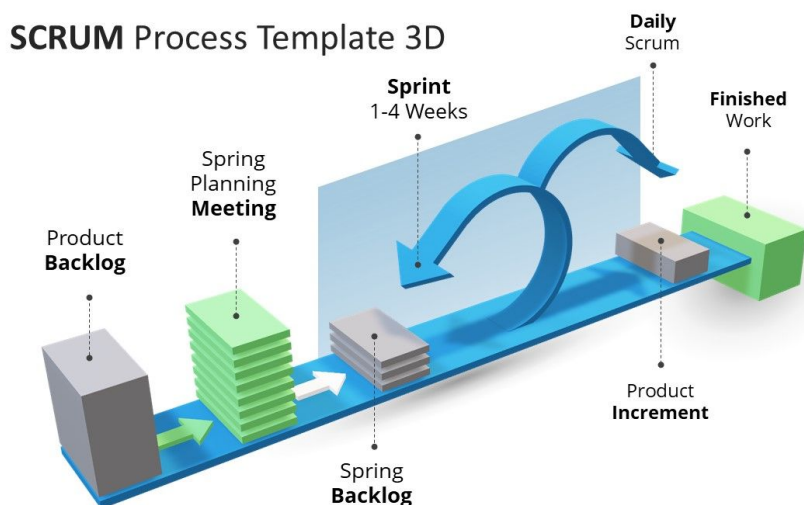 SCRUM Process Template 3D
Daily
Scrum
Sprint
1-4 Weeks
Finished
Work
Spring
Planning
Meeting
Product
Backlog
Product
Increment
Spring
Backlog